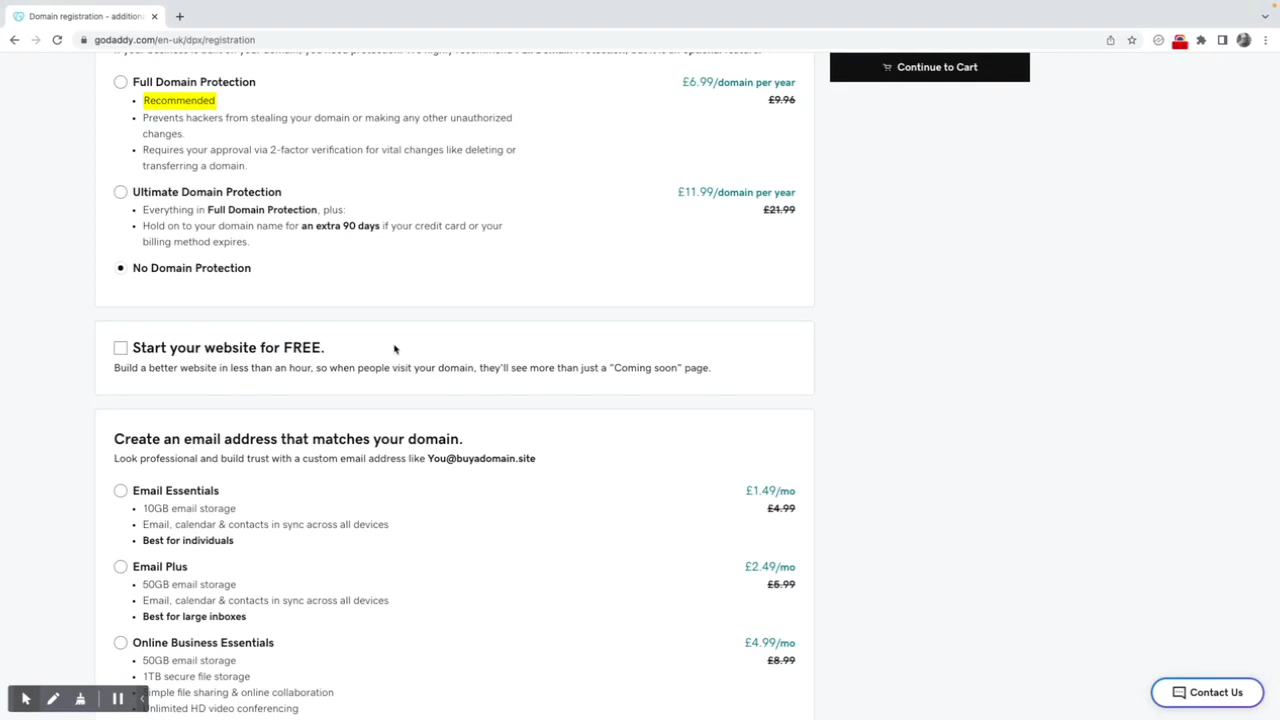 Domain registration - additiona
godaddy.com/en-uk/dpx/registration
Continue to Cart
Full Domain Protection
£6.99/domain per year
Recommended
£9.96
Prevents hackers from stealing your domain or making any other unauthorized
changes.
Requires your approval via 2-factor verification for vital changes like deleting or
transferring a domain.
Ultimate Domain Protection
£11.99/domain per year
Everything in Full Domain Protection, plus:
£21.99
Hold on to your domain name for an extra 90 days if your credit card or your
billing method expires.
No Domain Protection
Start your website for FREE.
Build a better website in less than an hour, so when people visit your domain, they'll see more than just a "Coming soon" page.
Create an email address that matches your domain.
Look professional and build trust with a custom email address like You@buyadomain.site
Email Essentials
£1.49/mo
10GB email storage
£4.99
Email, calendar & contacts in sync across all devices
Best for individuals
Email Plus
£2.49/mo
50GB email storage
£5.99
Email, calendar & contacts in sync across all devices
Best for large inboxes
Online Business Essentials
£4.99/mo
50GB email storage
£8.99
1TB secure file storage
Simple file sharing & online collaboration
Unlimited HD video conferencing
Contact Us